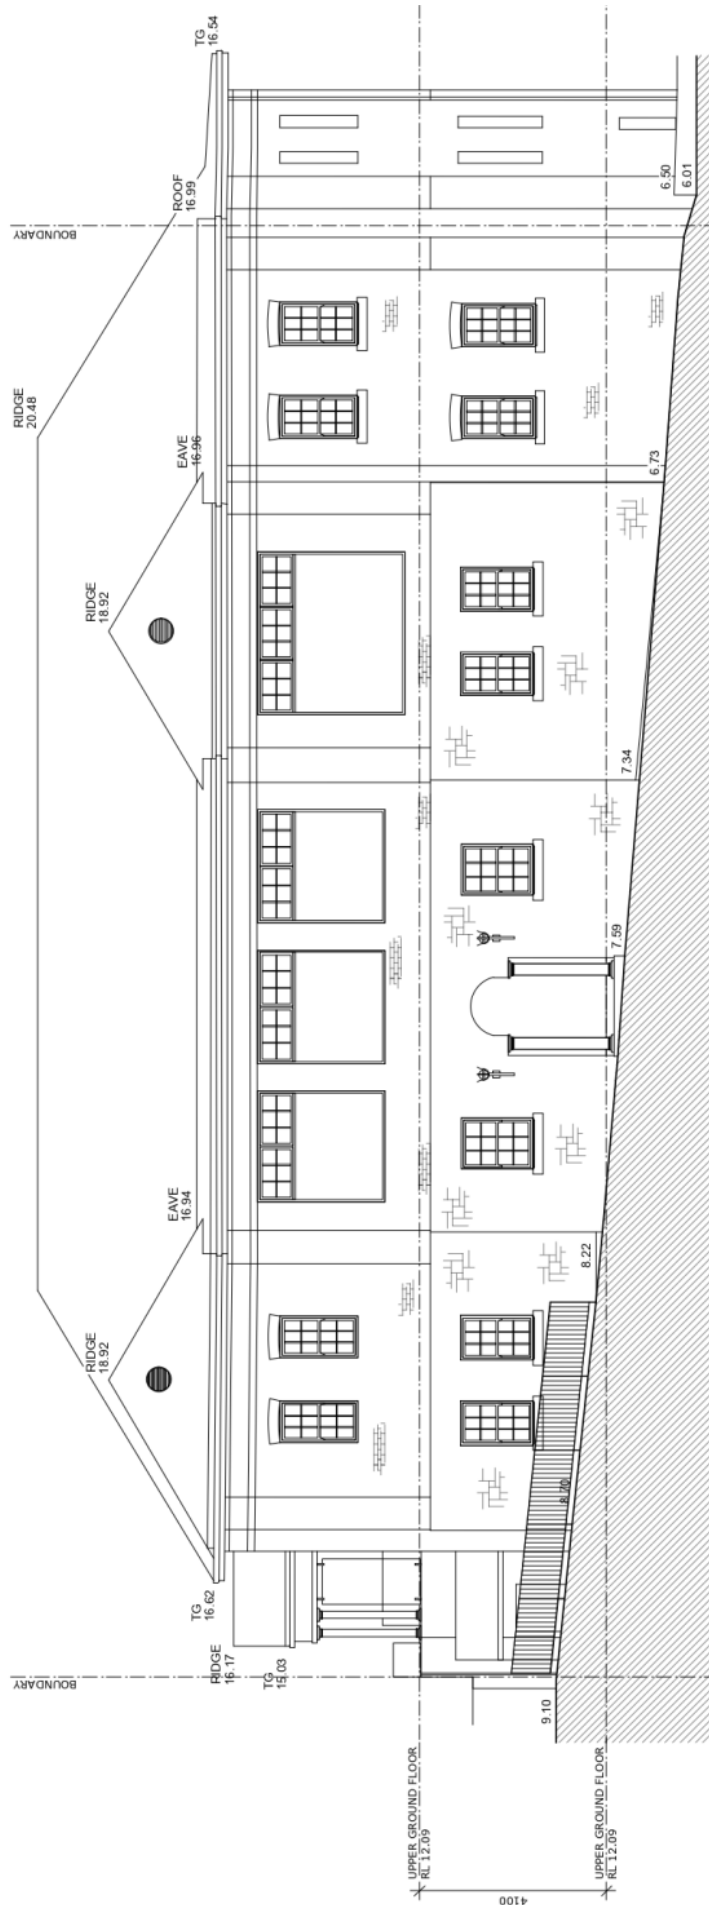 BOUNDARY
RIDGE
16.17
TG
15.03
TG
16.62
RIDGE
18.92
EAVE
16.94
RIDGE
18.92
EAVE
16.96
RIDGE
20.48
ROOF
16.99
BOUNDARY
TG
16.54
UPPER GROUND FLOOR
RL 12.09
4100
UPPER GROUND FLOOR
RL 12.09
9.10
8.70
8.22
7.59
7.34
6.73
6.50
6.01